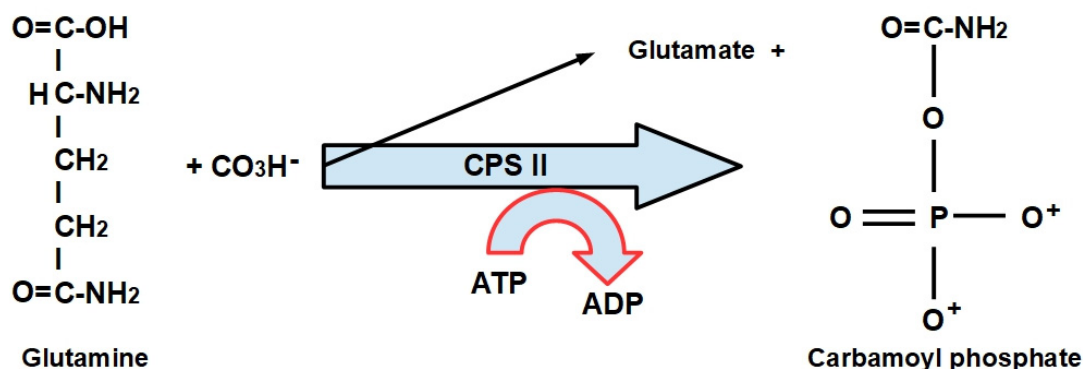 O=C-OH
HC-NH2
CH2
CH2
O=C-NH2
Glutamine
+ CO3H-
CPS II
ATP
ADP
Glutamate +
O=C-NH2
O
O
P
O+
O+
Carbamoyl phosphate